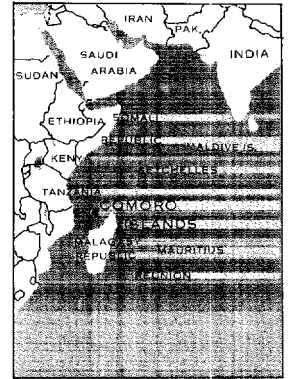 IRAN
PAK.
INDIA
SAUDI
ARABIA
SUDAN
ETHIOPIA
SOMALI
REPUBLIC
MALDIVE IS.
KENYA
SEYCHELLES
TANZANIA
COMORO
ISLANDS
MALAGASY
REPUBLIC
MAURITIUS
REUNION